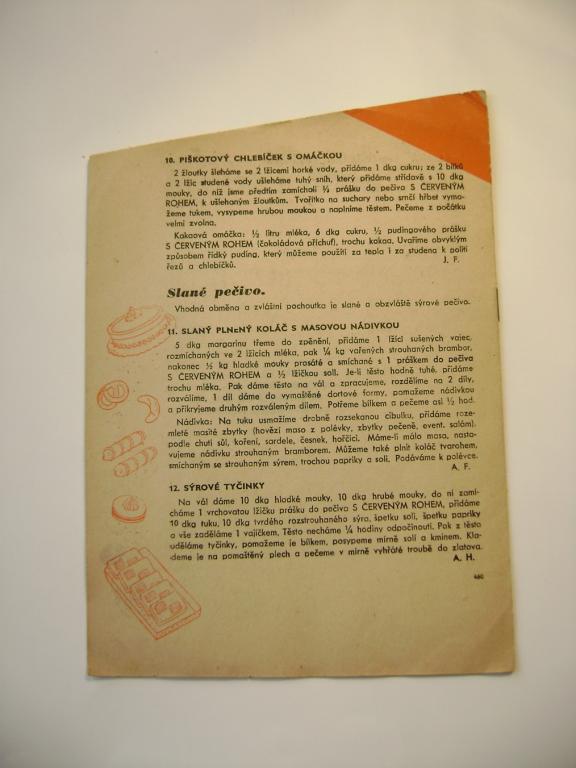 10. PIŠKOTOVÝ CHLEBÍČEK S OMÁČKOU
2 žloutky šleháme se 2 lžicemi horké vody, přidáme 1 dkg cukru; ze 2 bílků
a 2 lžic studené vody ušleháme tuhý sníh, který přidáme střídavě s 10 dkg
mouky, do níž jsme předtím zamíchali ¼ prášku do pečiva S ČERVENÝM
ROHEM, k ušlehaným žloutkům. Tvořítko na suchary nebo srnčí hřbet vymo-
žeme tukem, vysypeme hrubou moukou a naplníme těstem. Pečeme z počátku
velmi zvolna.
Kakaová omáčka: ½ litru mléka, 6 dkg cukru, ½ pudingového prášku
S ČERVENÝM ROHEM (čokoládová příchuť), trochu kakaa. Uvaříme obvyklým
způsobem řídký puding, který můžeme použíti za tepla i za studena k polití
řezů a chlebíčků. J. F.
Slané pečivo.
Vhodná obměna a zvláštní pochoutka je slané a obzvláště sýrové pečivo.
11. SLANÝ PLNĚNÝ KOLÁČ S MASOVOU NÁDIVKOU
5 dkg margarinu třeme do zpěnění, přidáme 1 lžíci sušených vajec,
rozmíchaných ve 2 lžicích mléka, pak ¼ kg vařených strouhaných brambor,
nakonec ½ kg hladké mouky prosáté a smíchané s 1 práškem do pečiva
S ČERVENÝM ROHEM a ½ lžičkou soli. Je-li těsto hodně tuhé, přidáme
trochu mléka. Pak dáme těsto na vál a zpracujeme, rozdělíme na 2 díly,
rozválíme, 1 díl dáme do vymaštěné dortové formy, pomažeme nádivkou
a přikryjeme druhým rozváleným dílem. Potřeme bílkem a pečeme asi ½ hod.
Nádivka: Na tuku usmažíme drobně rozsekanou cibulku, přidáme roze-
mleté masité zbytky (hovězí maso z polévky, zbytky pečeně, event. salám),
podle chuti sůl, koření, sardele, česnek, hořčici. Máme-li málo masa, nasta-
vujeme nádivku strouhaným bramborem. Můžeme také plnit koláč tvarohem,
smíchaným se strouhaným sýrem, trochou papriky a soli. Podáváme k polévce.
A. F.
12. SÝROVÉ TYČINKY
Na vál dáme 10 dkg hladké mouky, 10 dkg hrubé mouky, do ní zamí-
cháme 1 vrchovatou lžičku prášku do pečiva S ČERVENÝM ROHEM, přidáme
10 dkg tuku, 10 dkg tvrdého rozstrouhaného sýra, špetku soli, špetku papriky
a vše zaděláme 1 vajíčkem. Těsto necháme ¼ hodiny odpočinouti. Pak z těsta
uděláme tyčinky, pomažeme je bílkem, posypeme mírně solí a kmínem. Kla-
deme je na pomaštěný plech a pečeme v mírně vyhřáté troubě do zlatova.
A. H.
460